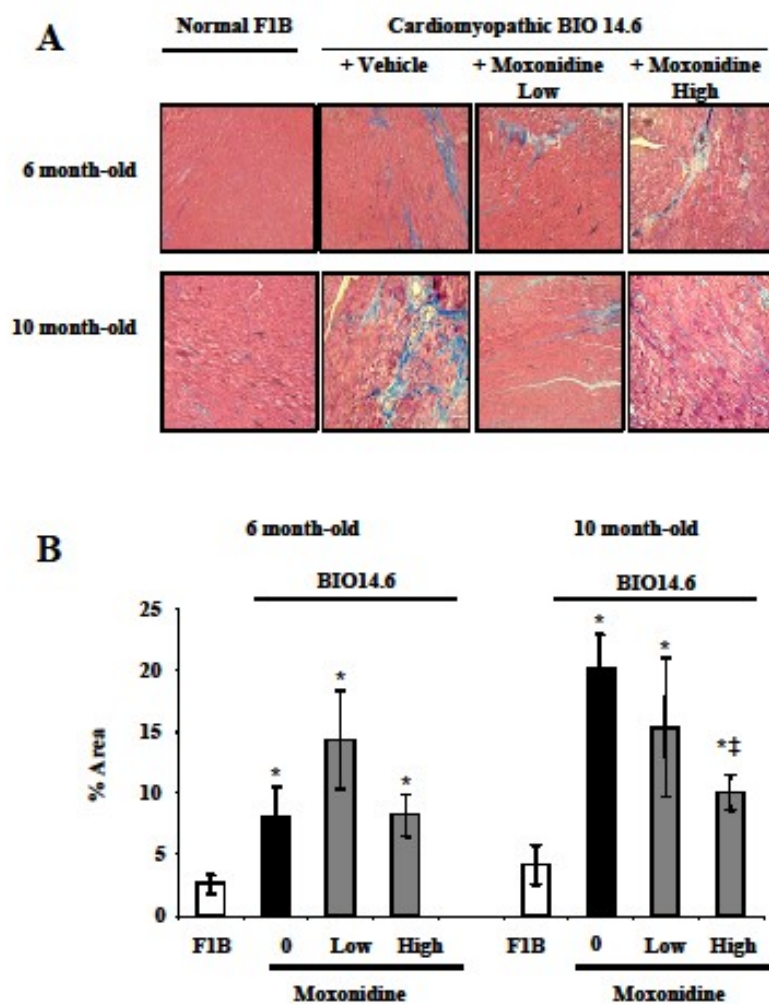 A
Normal F1B
Cardiomyopathic BIO 14.6
+ Vehicle + Moxonidine + Moxonidine
Low High
6 month-old
10 month-old
B
6 month-old 10 month-old
BIO14.6 BIO14.6
25
20
15
10
5
0
% Area
* * * * * *‡
F1B 0 Low High F1B 0 Low High
Moxonidine Moxonidine